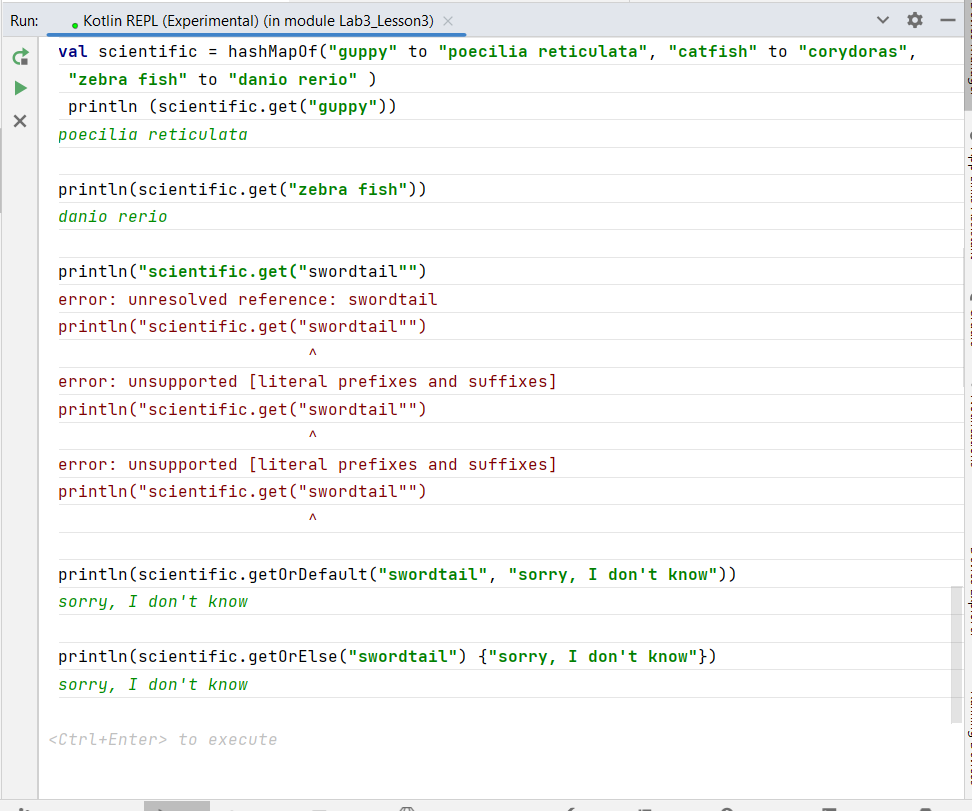 Run: Kotlin REPL (Experimental) (in module Lab3_Lesson3)
val scientific = hashMapOf("guppy" to "poecilia reticulata", "catfish" to "corydoras",
"zebra fish" to "danio rerio" )
println (scientific.get("guppy"))
poecilia reticulata
println(scientific.get("zebra fish"))
danio rerio
println("scientific.get("swordtail"")
error: unresolved reference: swordtail
println("scientific.get("swordtail"")
^
error: unsupported [literal prefixes and suffixes]
println("scientific.get("swordtail"")
^
error: unsupported [literal prefixes and suffixes]
println("scientific.get("swordtail"")
^
println(scientific.getOrDefault("swordtail", "sorry, I don't know"))
sorry, I don't know
println(scientific.getOrElse("swordtail") {"sorry, I don't know"})
sorry, I don't know
<Ctrl+Enter> to execute